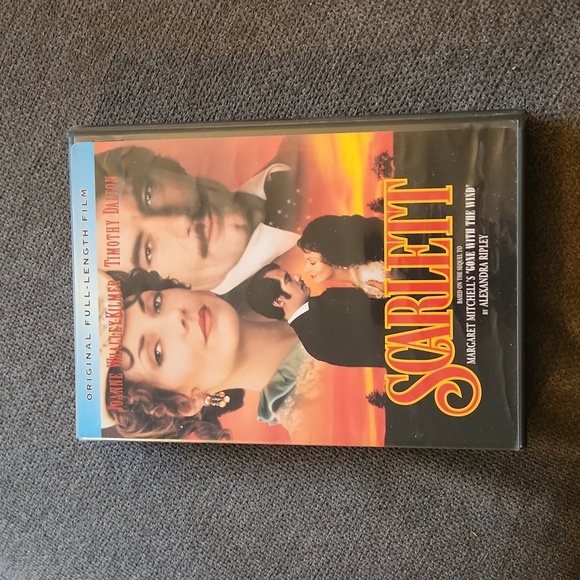 ORIGINAL FULL-LENGTH FILM
JOANNE WHALLEY-KILMER TIMOTHY DALTON
SCARLETT
BASED ON THE SEQUEL TO
MARGARET MITCHELL'S "GONE WITH THE WIND"
BY ALEXANDRA RIPLEY